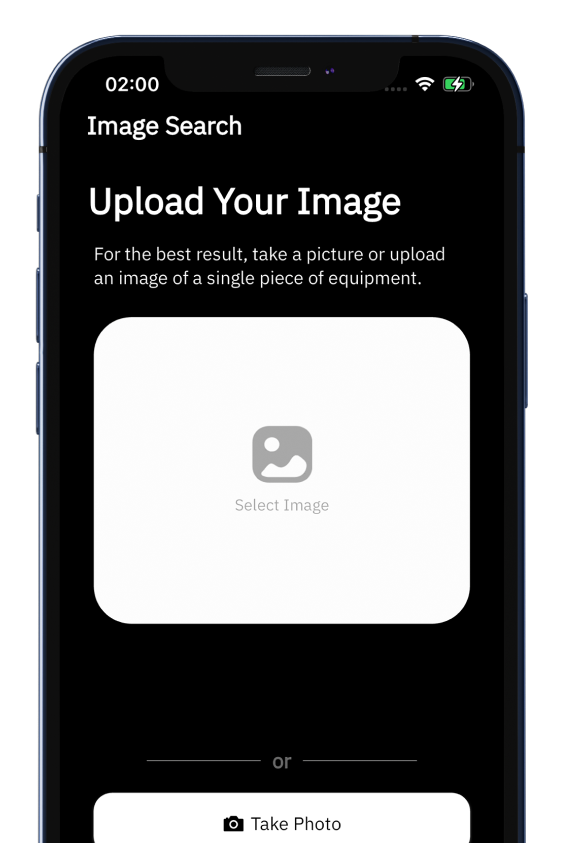 02:00
Image Search
Upload Your Image
For the best result, take a picture or upload
an image of a single piece of equipment.
Select Image
or
Take Photo